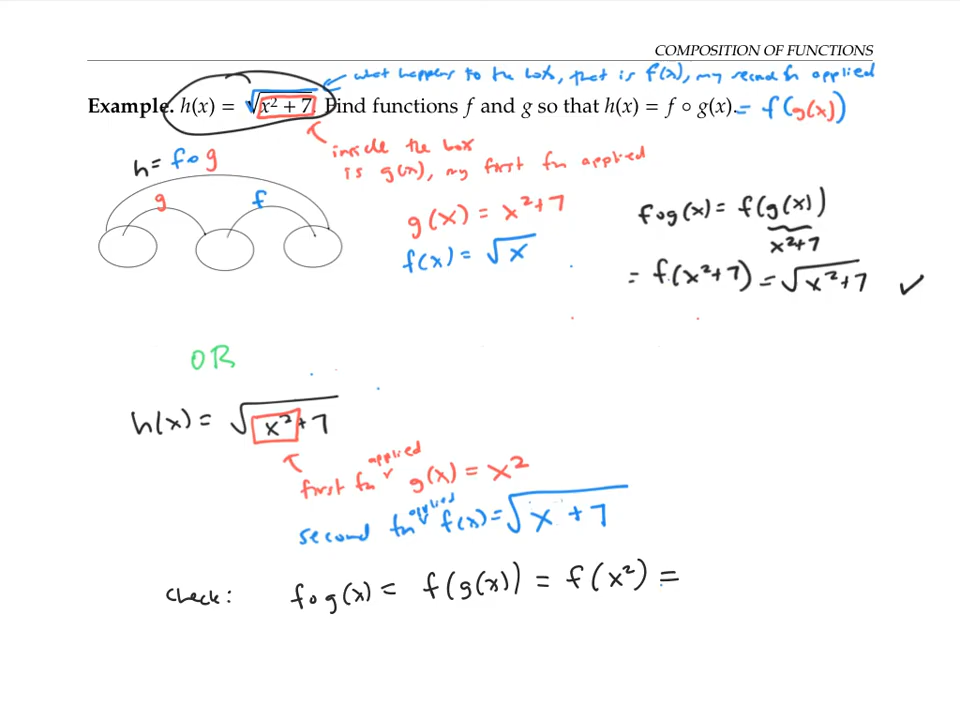 COMPOSITION OF FUNCTIONS
what happens to the box, that is f(x), my second fn applied
Example. h(x) = √(x² + 7). Find functions f and g so that h(x) = f ∘ g(x). = f(g(x))
inside the box
is g(x), my first fn applied
h = f ∘ g
g f
g(x) = x² + 7
f(x) = √x
f∘g(x) = f(g(x))
x²+7
= f(x²+7) = √(x²+7) ✓
OR
h(x) = √(x² + 7)
first fn applied g(x) = x²
second fn applied f(x) = √(x + 7)
Check: f∘g(x) = f(g(x)) = f(x²) =